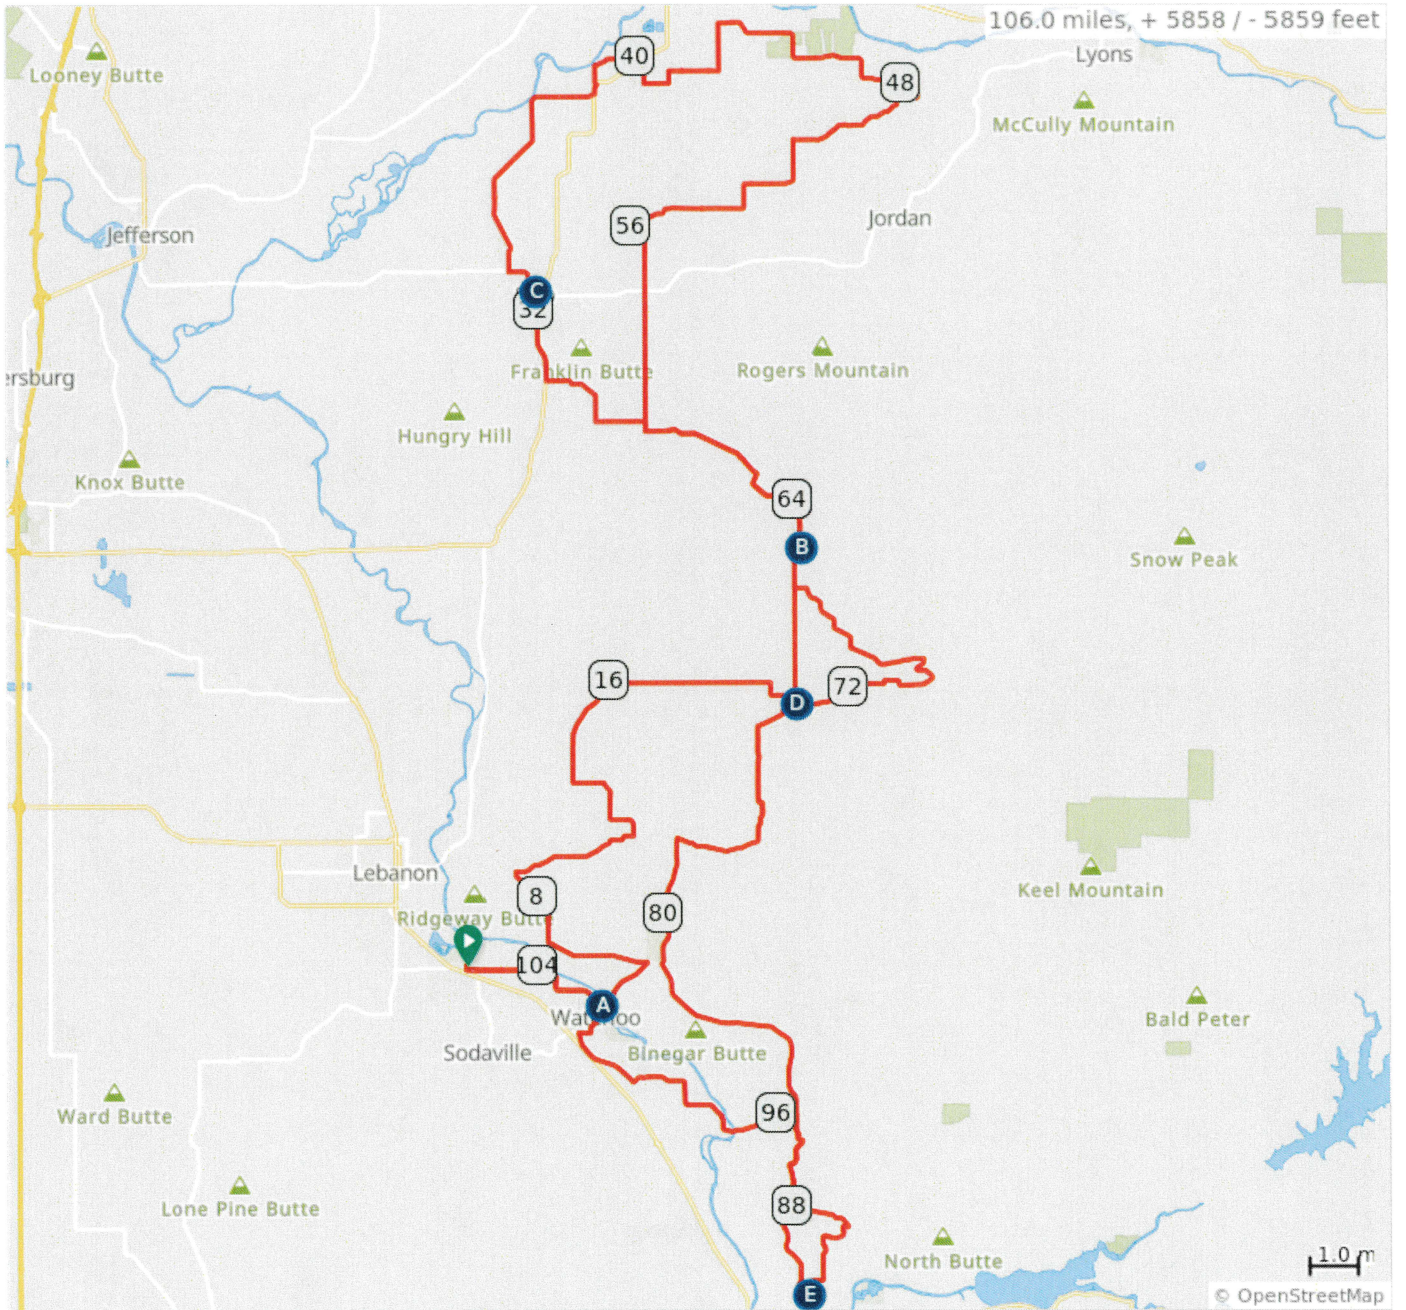 106.0 miles, + 5858 / - 5859 feet
Looney Butte
40
Lyons
48
McCully Mountain
Jefferson
56
Jordan
C
32
ersburg
Franklin Butte
Rogers Mountain
Hungry Hill
Knox Butte
64
B
Snow Peak
16
72
D
Lebanon
Keel Mountain
8
Ridgeway Butte
80
104
A
Waterloo
Bald Peter
Sodaville
Binegar Butte
Ward Butte
96
Lone Pine Butte
88
North Butte
1.0 m
E
© OpenStreetMap